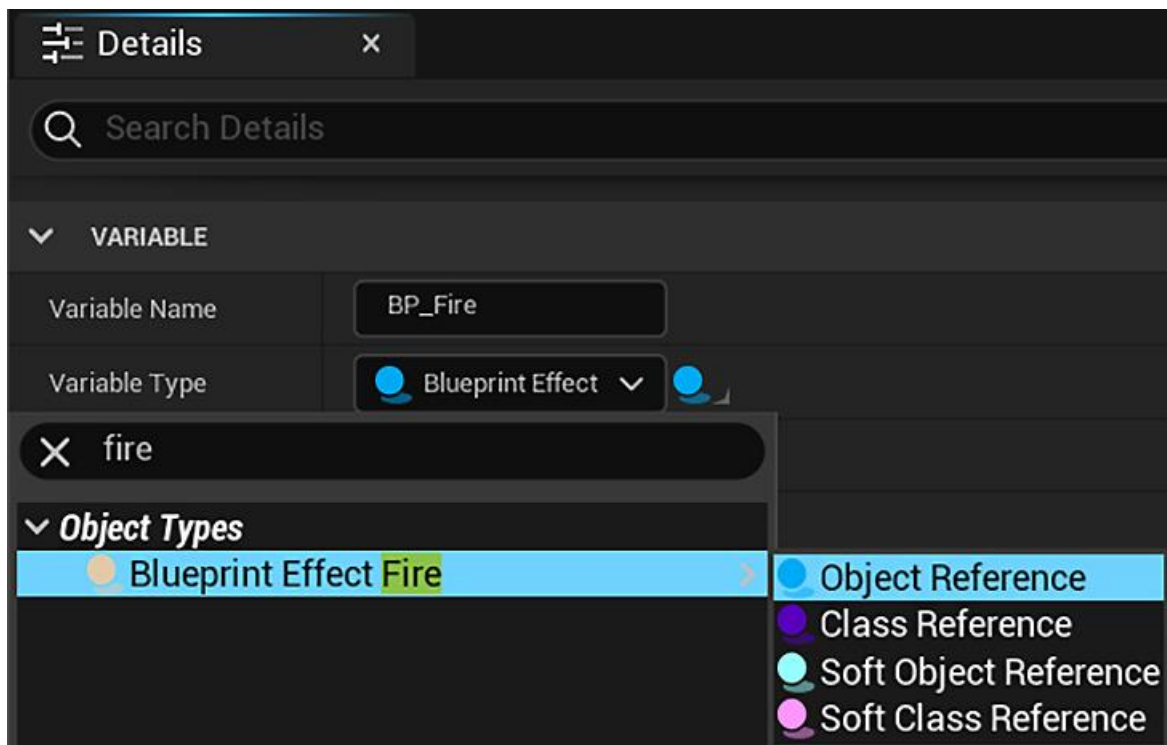 Details
Search Details
VARIABLE
Variable Name
BP_Fire
Variable Type
Blueprint Effect
fire
Object Types
Blueprint Effect Fire
Object Reference
Class Reference
Soft Object Reference
Soft Class Reference